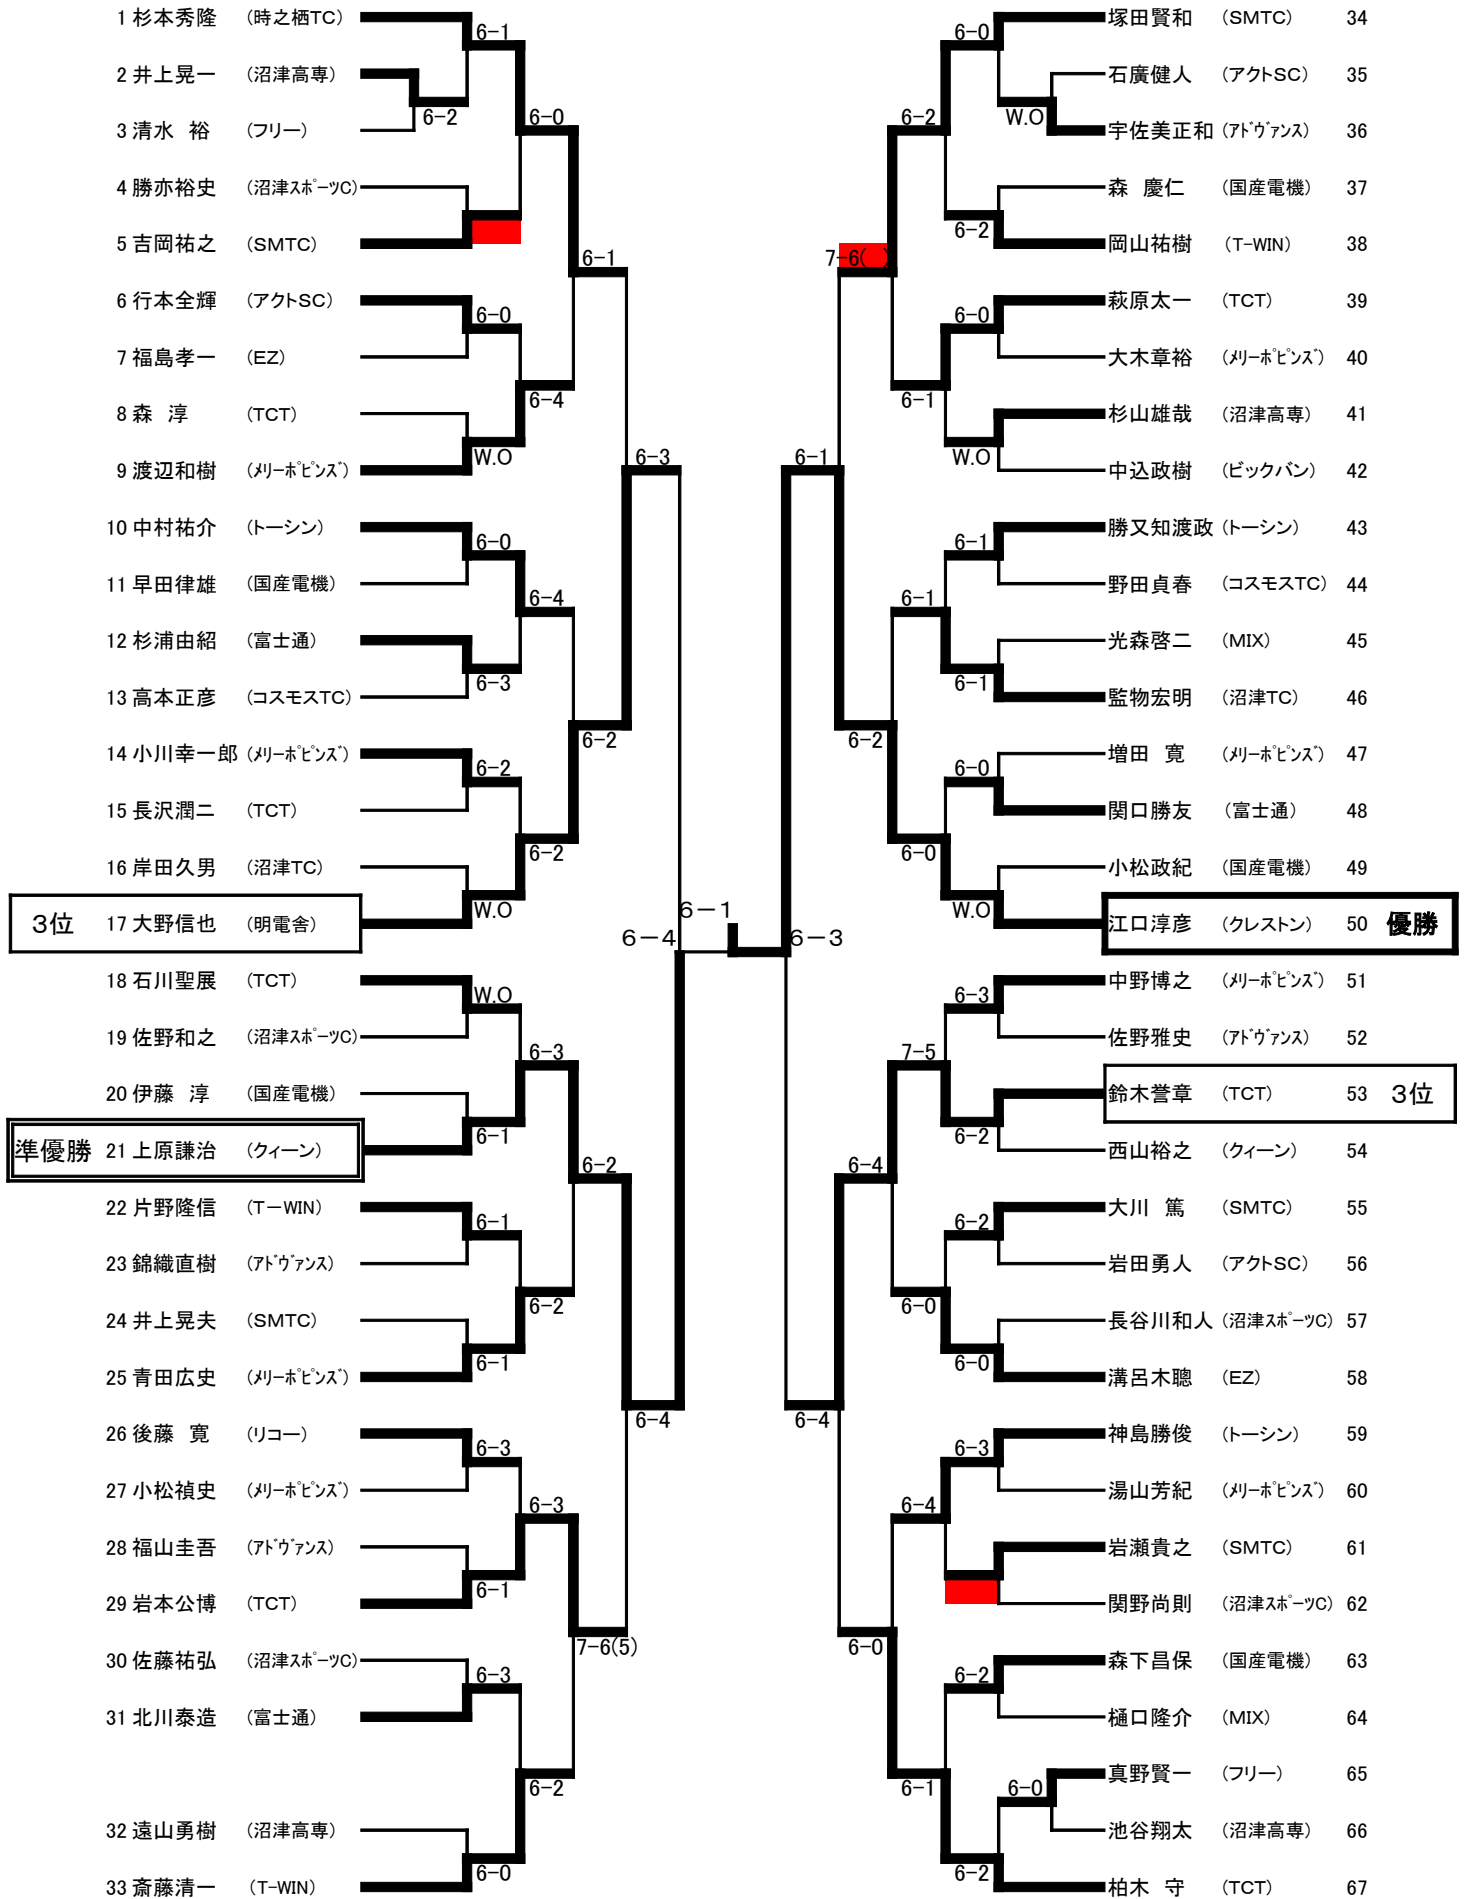 1 杉本秀隆 (時之栖TC)
6-1
2 井上晃一 (沼津高専)
6-2
3 清水 裕 (フリー)
6-0
4 勝亦裕史 (沼津スポーツC)
5 吉岡祐之 (SMTC)
6-1
6 行本全輝 (アクトSC)
6-0
7 福島孝一 (EZ)
6-4
8 森 淳 (TCT)
W.O
9 渡辺和樹 (メリーポピンズ)
6-3
10 中村祐介 (トーシン)
6-0
11 早田律雄 (国産電機)
6-4
12 杉浦由紹 (富士通)
6-3
13 高本正彦 (コスモスTC)
6-2
14 小川幸一郎 (メリーポピンズ)
6-2
15 長沢潤二 (TCT)
6-2
16 岸田久男 (沼津TC)
W.O
3位 17 大野信也 (明電舎)
6-4
6-1
6-3
18 石川聖展 (TCT)
W.O
19 佐野和之 (沼津スポーツC)
6-3
20 伊藤 淳 (国産電機)
6-1
準優勝 21 上原謙治 (クィーン)
6-2
22 片野隆信 (T-WIN)
6-1
23 錦織直樹 (アドヴァンス)
6-2
24 井上晃夫 (SMTC)
6-1
25 青田広史 (メリーポピンズ)
6-4
26 後藤 寛 (リコー)
6-3
27 小松禎史 (メリーポピンズ)
6-3
28 福山圭吾 (アドヴァンス)
6-1
29 岩本公博 (TCT)
7-6(5)
30 佐藤祐弘 (沼津スポーツC)
6-3
31 北川泰造 (富士通)
6-2
32 遠山勇樹 (沼津高専)
6-0
33 斎藤清一 (T-WIN)
塚田賢和 (SMTC) 34
6-0
石廣健人 (アクトSC) 35
W.O
宇佐美正和 (アドヴァンス) 36
6-2
森 慶仁 (国産電機) 37
6-2
岡山祐樹 (T-WIN) 38
7-6( )
萩原太一 (TCT) 39
6-0
大木章裕 (メリーポピンズ) 40
6-1
杉山雄哉 (沼津高専) 41
W.O
中込政樹 (ビックバン) 42
6-1
勝又知渡政 (トーシン) 43
6-1
野田貞春 (コスモスTC) 44
6-1
光森啓二 (MIX) 45
6-1
監物宏明 (沼津TC) 46
6-2
増田 寛 (メリーポピンズ) 47
6-0
関口勝友 (富士通) 48
6-0
小松政紀 (国産電機) 49
W.O
江口淳彦 (クレストン) 50 優勝
中野博之 (メリーポピンズ) 51
6-3
佐野雅史 (アドヴァンス) 52
7-5
鈴木誉章 (TCT) 53 3位
6-2
西山裕之 (クィーン) 54
6-4
大川 篤 (SMTC) 55
6-2
岩田勇人 (アクトSC) 56
6-0
長谷川和人 (沼津スポーツC) 57
6-0
溝呂木聰 (EZ) 58
6-4
神島勝俊 (トーシン) 59
6-3
湯山芳紀 (メリーポピンズ) 60
6-4
岩瀬貴之 (SMTC) 61
関野尚則 (沼津スポーツC) 62
6-0
森下昌保 (国産電機) 63
6-2
樋口隆介 (MIX) 64
6-1
真野賢一 (フリー) 65
6-0
池谷翔太 (沼津高専) 66
6-2
柏木 守 (TCT) 67